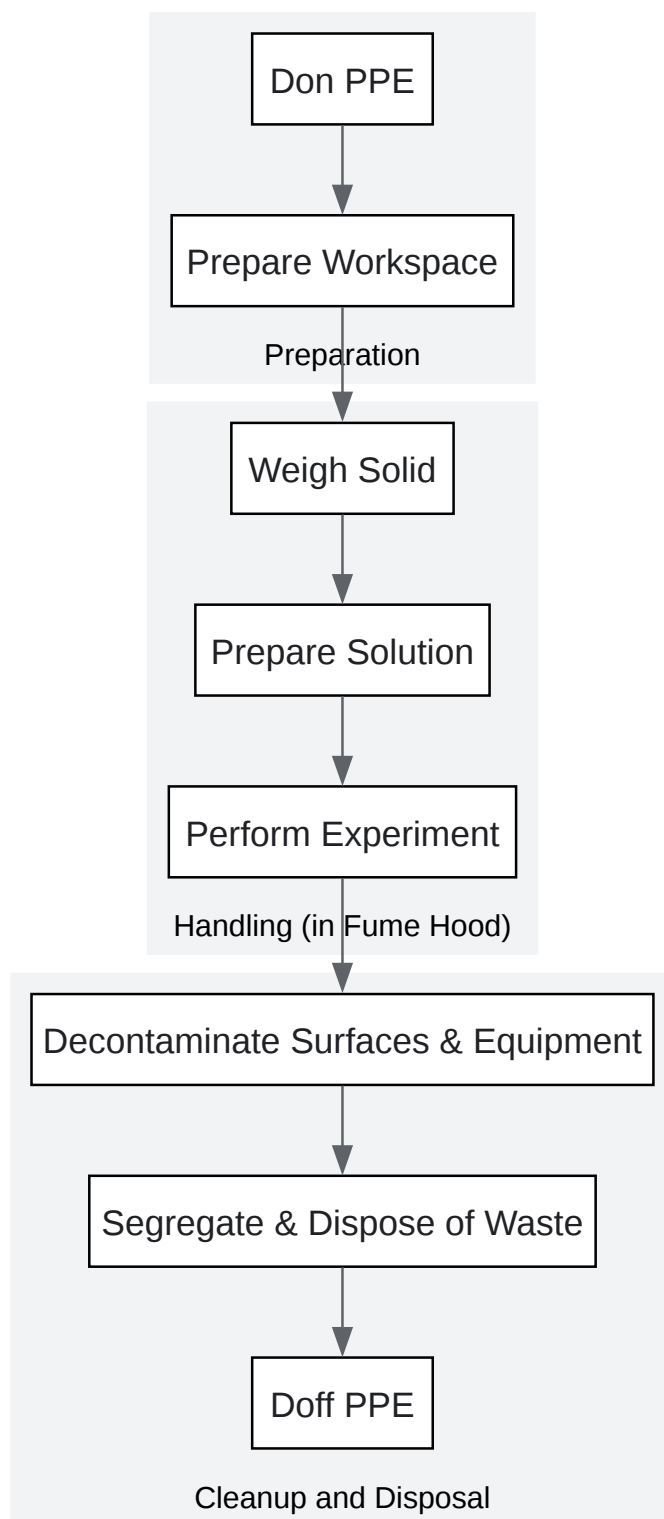 Don PPE
Prepare Workspace
Preparation
Weigh Solid
Prepare Solution
Perform Experiment
Handling (in Fume Hood)
Decontaminate Surfaces & Equipment
Segregate & Dispose of Waste
Doff PPE
Cleanup and Disposal